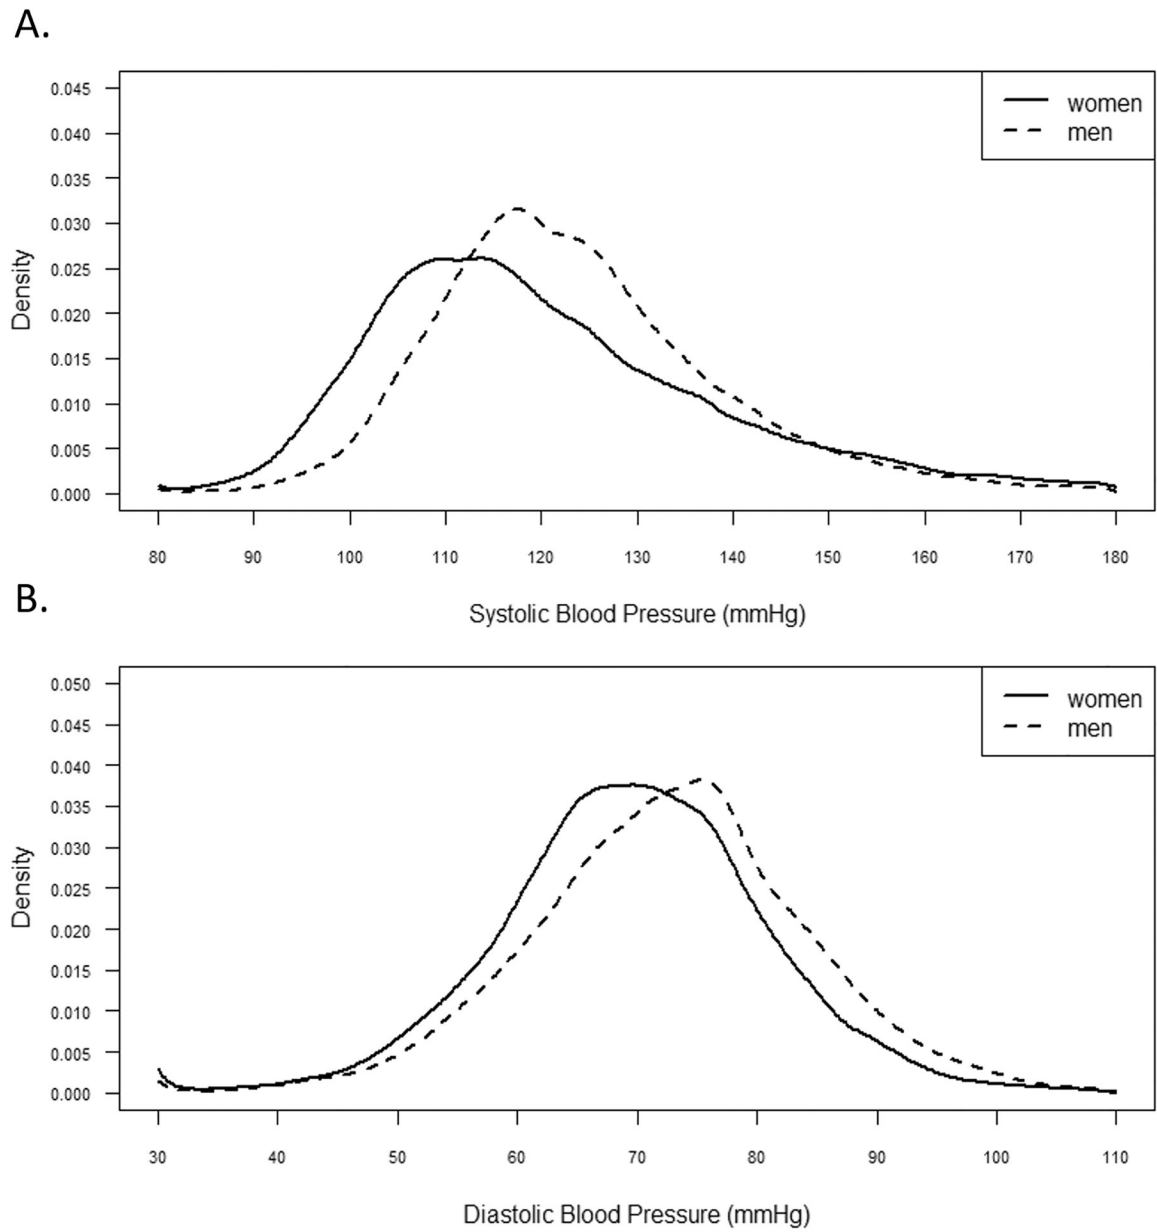 A.
women
men
0.045
0.040
0.035
0.030
0.025
0.020
0.015
0.010
0.005
0.000
Density
80 90 100 110 120 130 140 150 160 170 180
Systolic Blood Pressure (mmHg)
B.
women
men
0.050
0.045
0.040
0.035
0.030
0.025
0.020
0.015
0.010
0.005
0.000
Density
30 40 50 60 70 80 90 100 110
Diastolic Blood Pressure (mmHg)